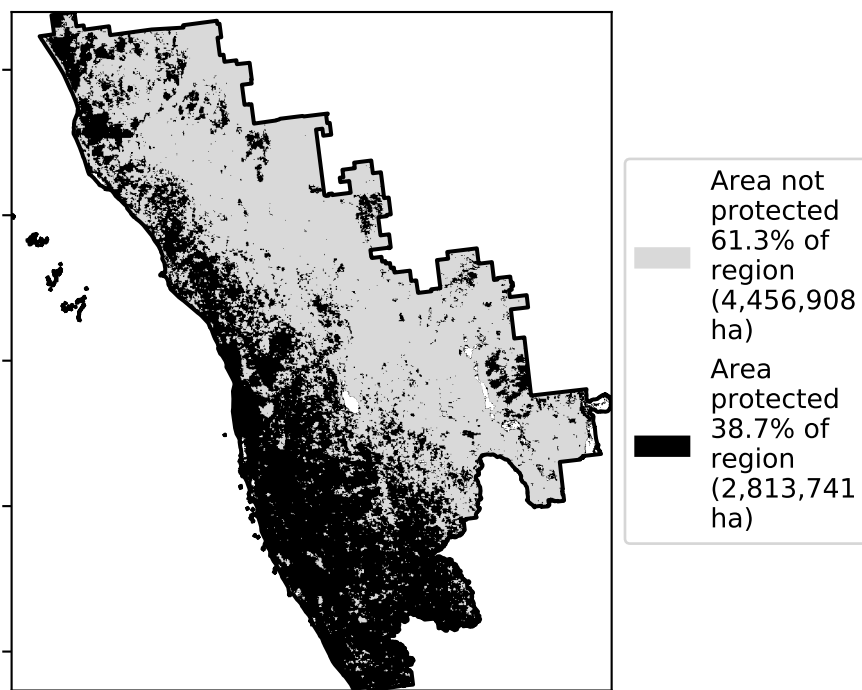 Area not
protected
61.3% of
region
(4,456,908
ha)
Area
protected
38.7% of
region
(2,813,741
ha)